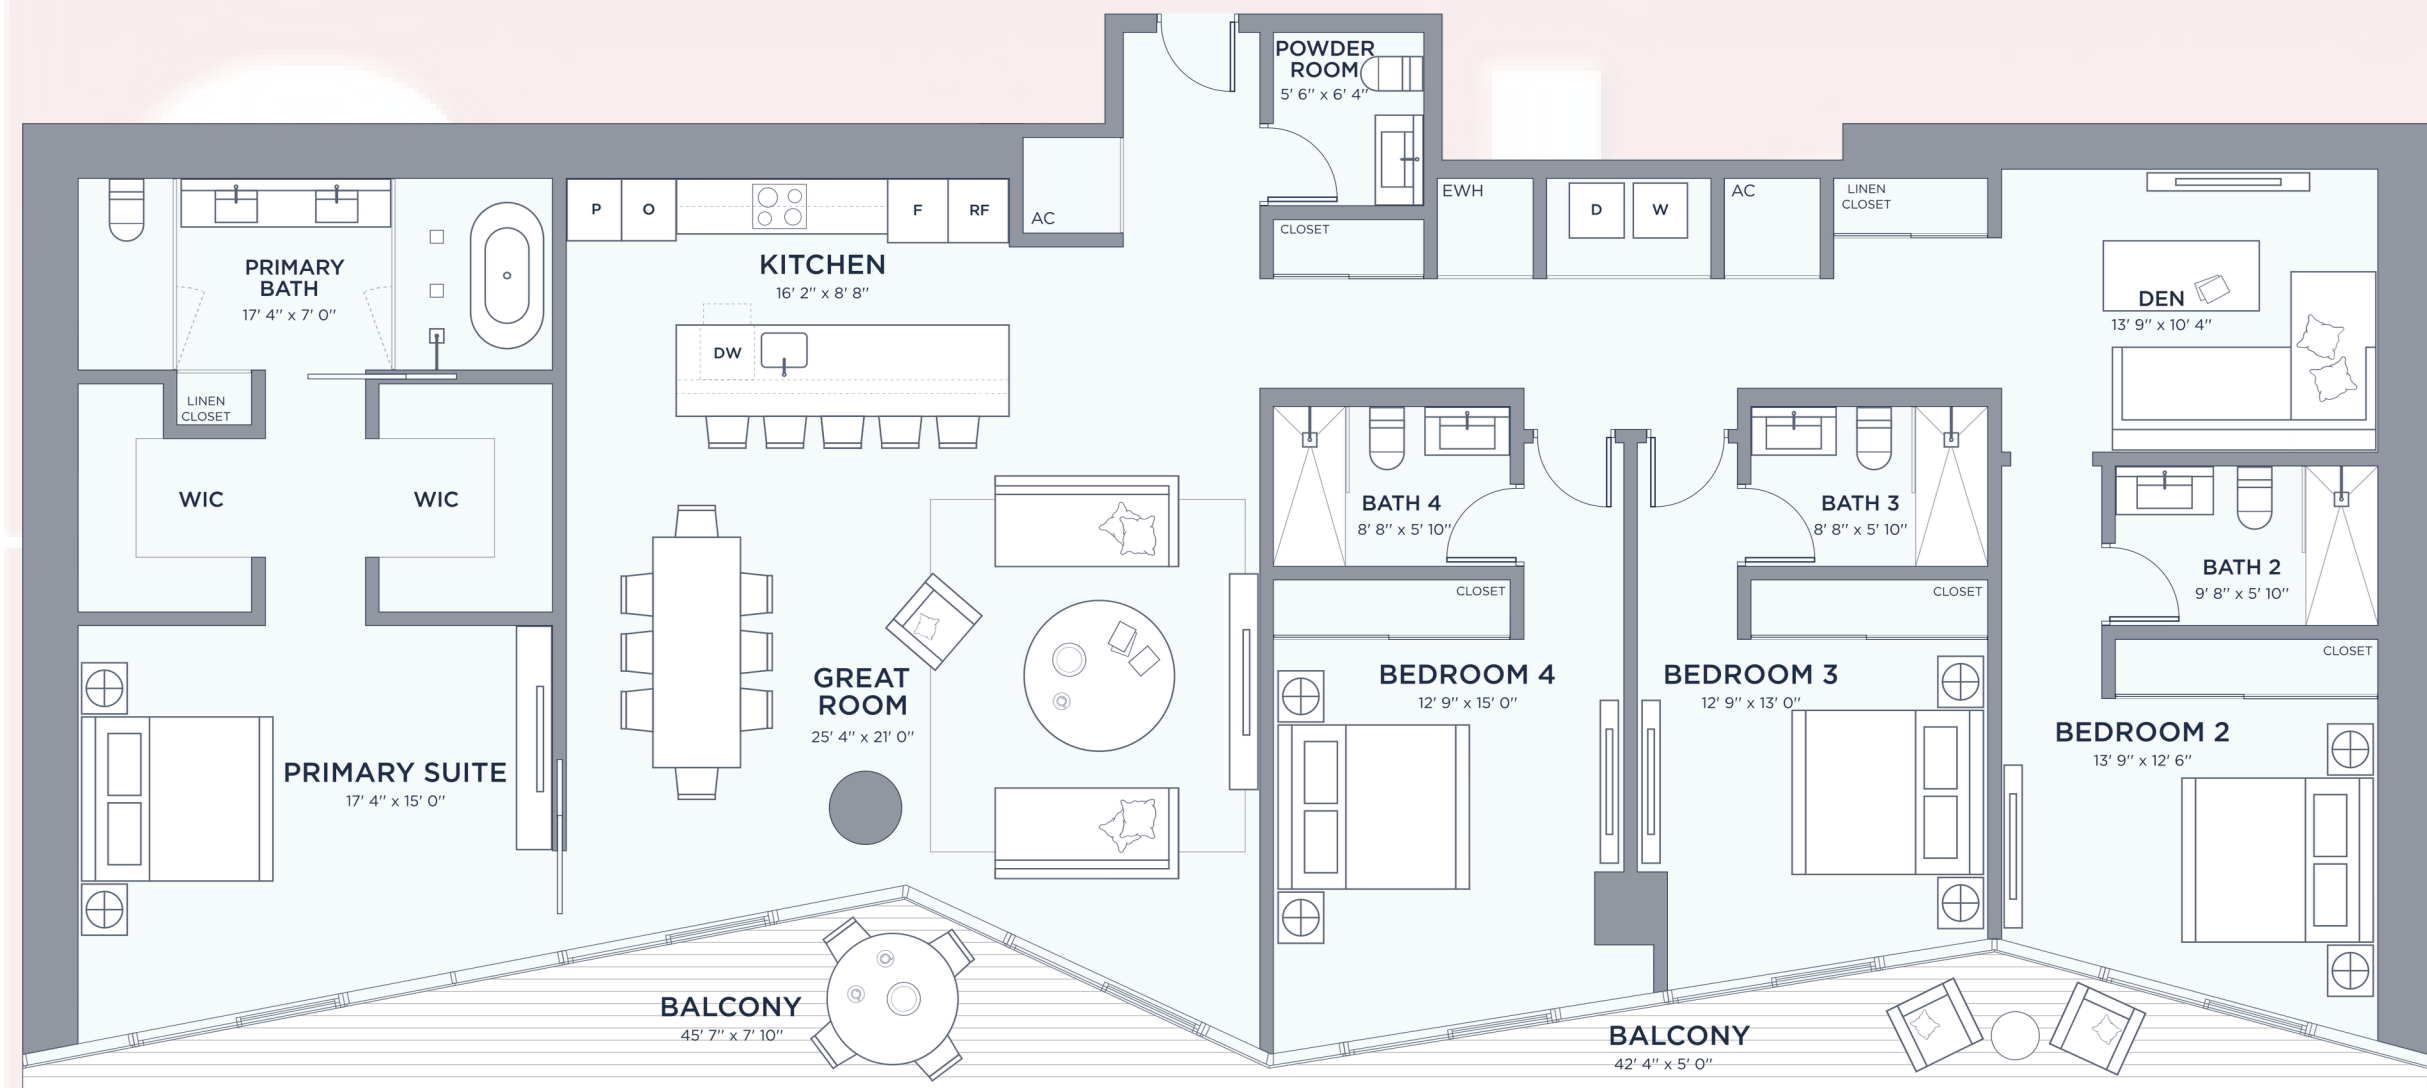 POWDER
ROOM
5' 6" x 6' 4"
CLOSET
EWH
D
W
AC
LINEN
CLOSET
DEN
13' 9" x 10' 4"
PRIMARY
BATH
17' 4" x 7' 0"
LINEN
CLOSET
WIC
WIC
P
O
F
RF
AC
KITCHEN
16' 2" x 8' 8"
DW
BATH 4
8' 8" x 5' 10"
CLOSET
BATH 3
8' 8" x 5' 10"
CLOSET
BATH 2
9' 8" x 5' 10"
CLOSET
PRIMARY SUITE
17' 4" x 15' 0"
GREAT
ROOM
25' 4" x 21' 0"
BEDROOM 4
12' 9" x 15' 0"
BEDROOM 3
12' 9" x 13' 0"
BEDROOM 2
13' 9" x 12' 6"
BALCONY
45' 7" x 7' 10"
BALCONY
42' 4" x 5' 0"